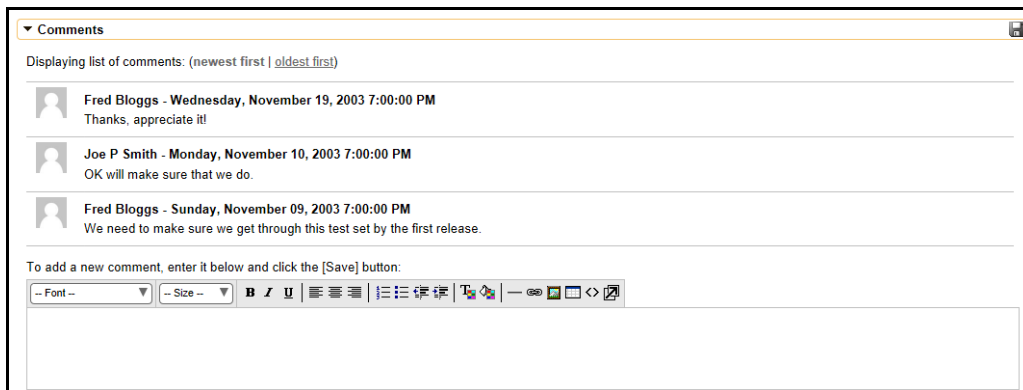 Comments
Displaying list of comments: (newest first | oldest first)
Fred Bloggs - Wednesday, November 19, 2003 7:00:00 PM
Thanks, appreciate it!
Joe P Smith - Monday, November 10, 2003 7:00:00 PM
OK will make sure that we do.
Fred Bloggs - Sunday, November 09, 2003 7:00:00 PM
We need to make sure we get through this test set by the first release.
To add a new comment, enter it below and click the [Save] button:
-- Font -- -- Size -- B I U